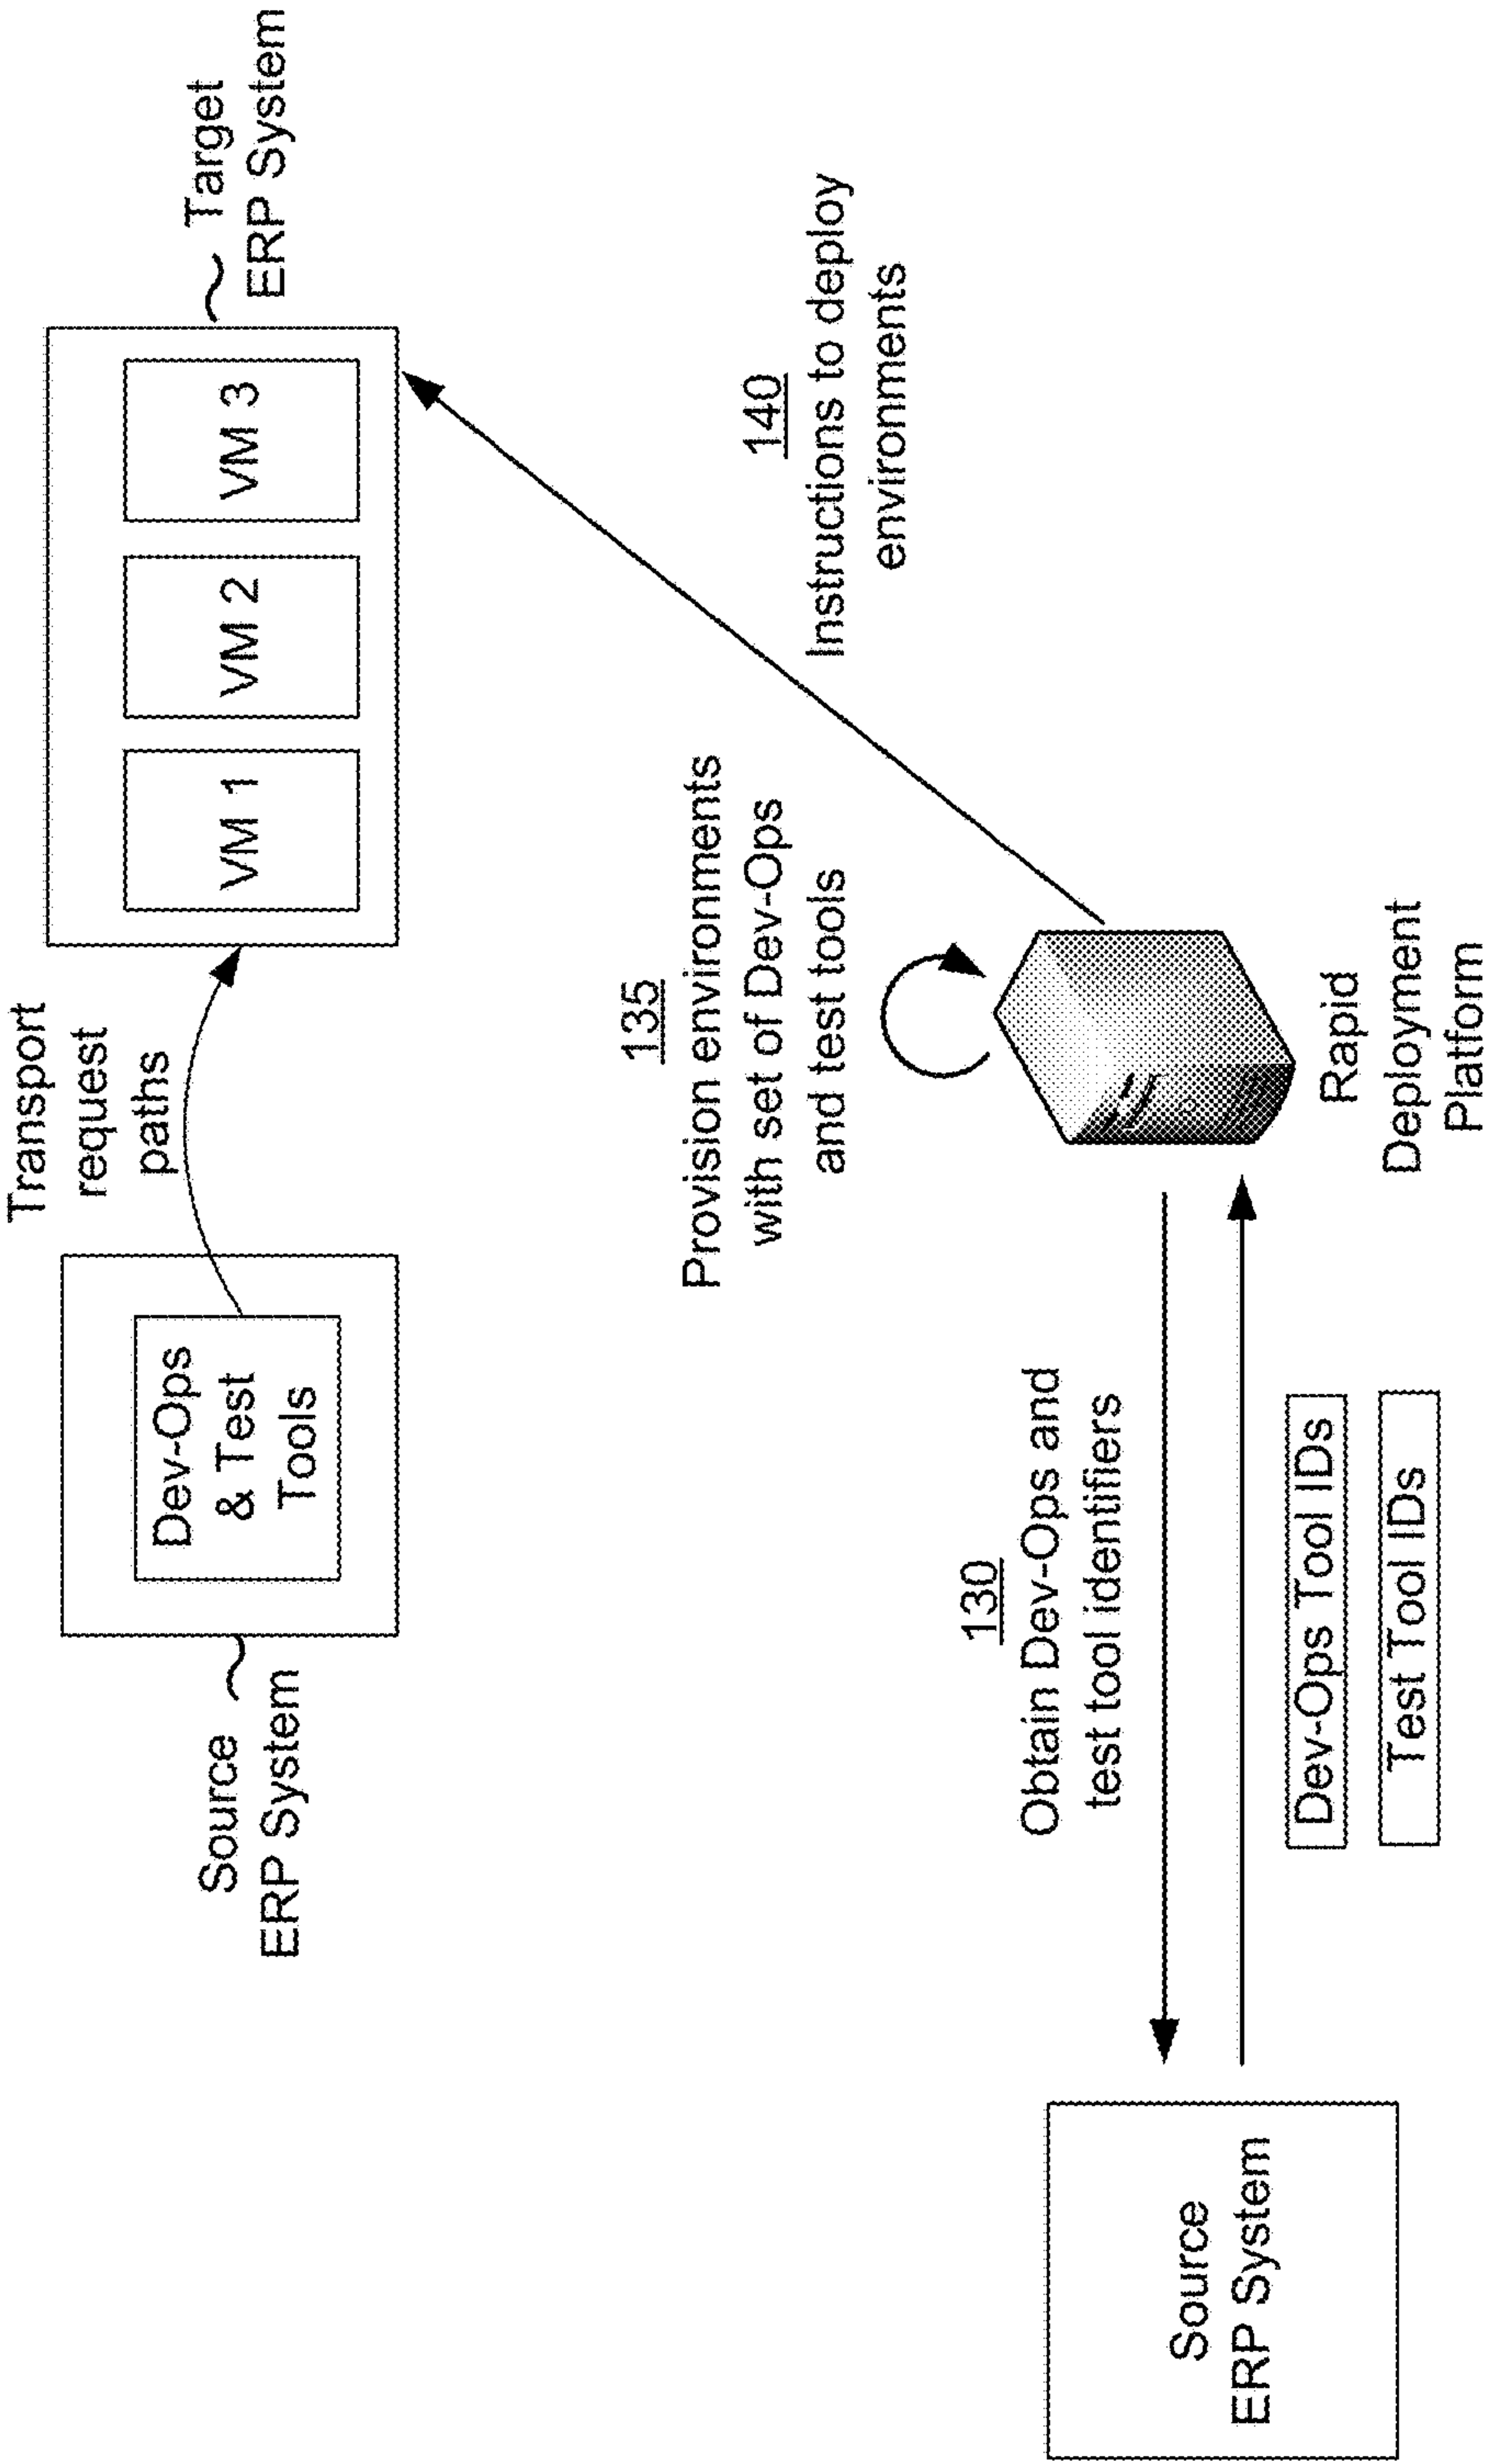 Source
ERP System
Dev-Ops
& Test
Tools
Transport
request
paths
VM 1
VM 2
VM 3
Target
ERP System
Source
ERP System
130
Obtain Dev-Ops and
test tool identifiers
Dev-Ops Tool IDs
Test Tool IDs
135
Provision environments
with set of Dev-Ops
and test tools
Rapid
Deployment
Platform
140
Instructions to deploy
environments